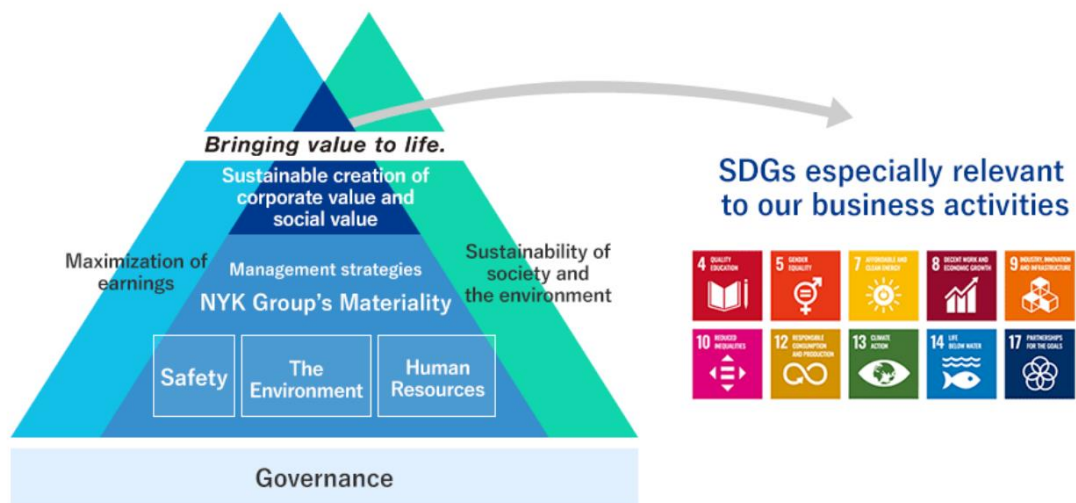 Bringing value to life.
Sustainable creation of
corporate value and
social value
Maximization of
earnings
Sustainability of
society and
the environment
Management strategies
NYK Group's Materiality
Safety
The
Environment
Human
Resources
Governance
SDGs especially relevant
to our business activities
4 QUALITY
EDUCATION
5 GENDER
EQUALITY
7 AFFORDABLE AND
CLEAN ENERGY
8 DECENT WORK AND
ECONOMIC GROWTH
9 INDUSTRY, INNOVATION
AND INFRASTRUCTURE
10 REDUCED
INEQUALITIES
12 RESPONSIBLE
CONSUMPTION
AND PRODUCTION
13 CLIMATE
ACTION
14 LIFE
BELOW WATER
17 PARTNERSHIPS
FOR THE GOALS